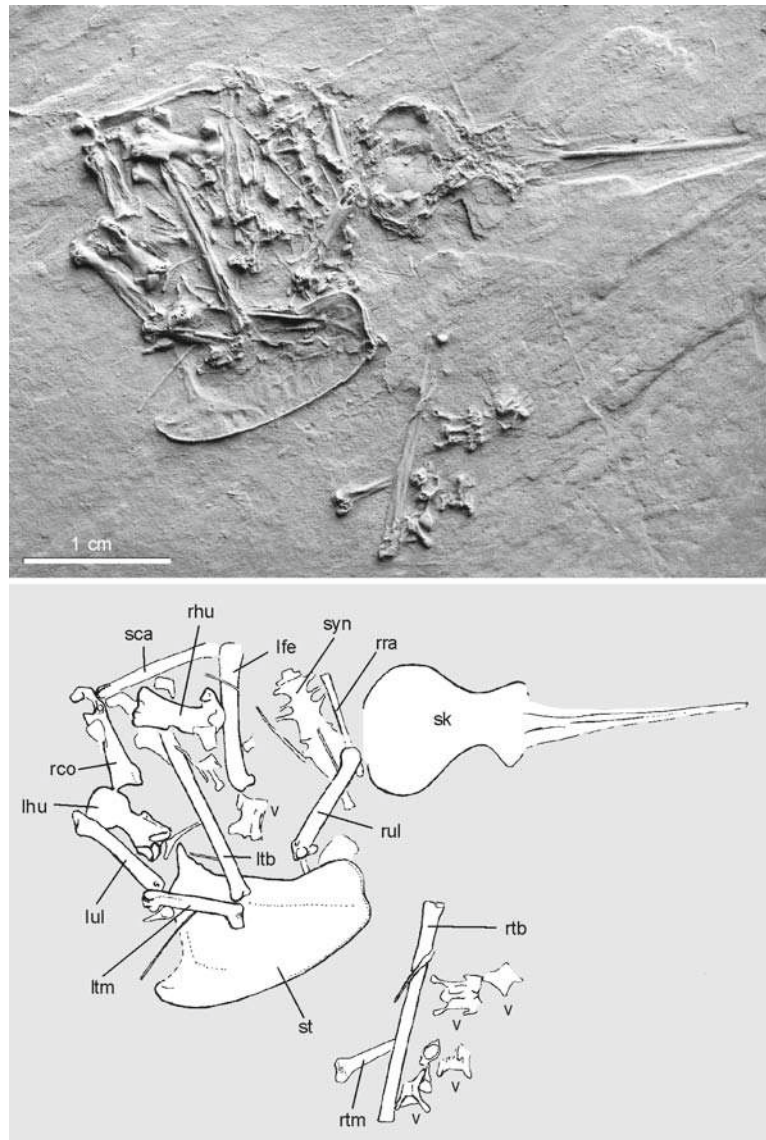 1 cm
sca
rhu
lfe
syn
rra
sk
rco
lhu
v
rul
ltb
lul
rtb
ltm
st
v
v
v
rtm
v